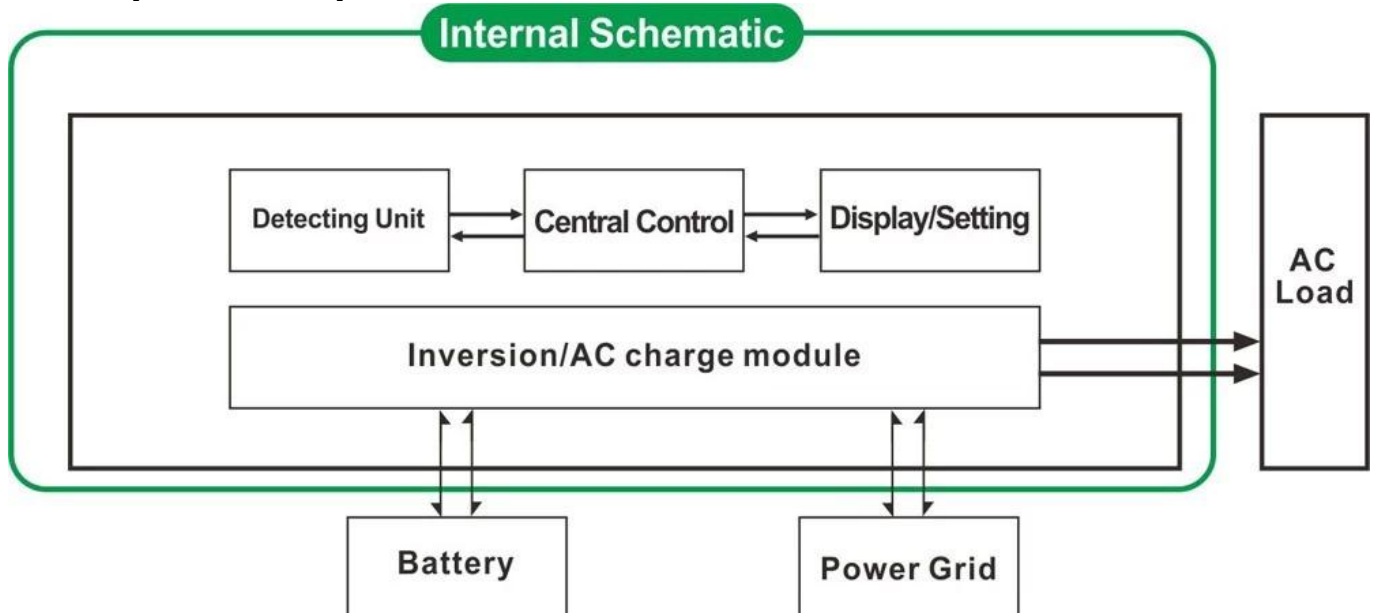 Internal Schematic
Detecting Unit
Central Control
Display/Setting
AC
Load
Inversion/AC charge module
Battery
Power Grid